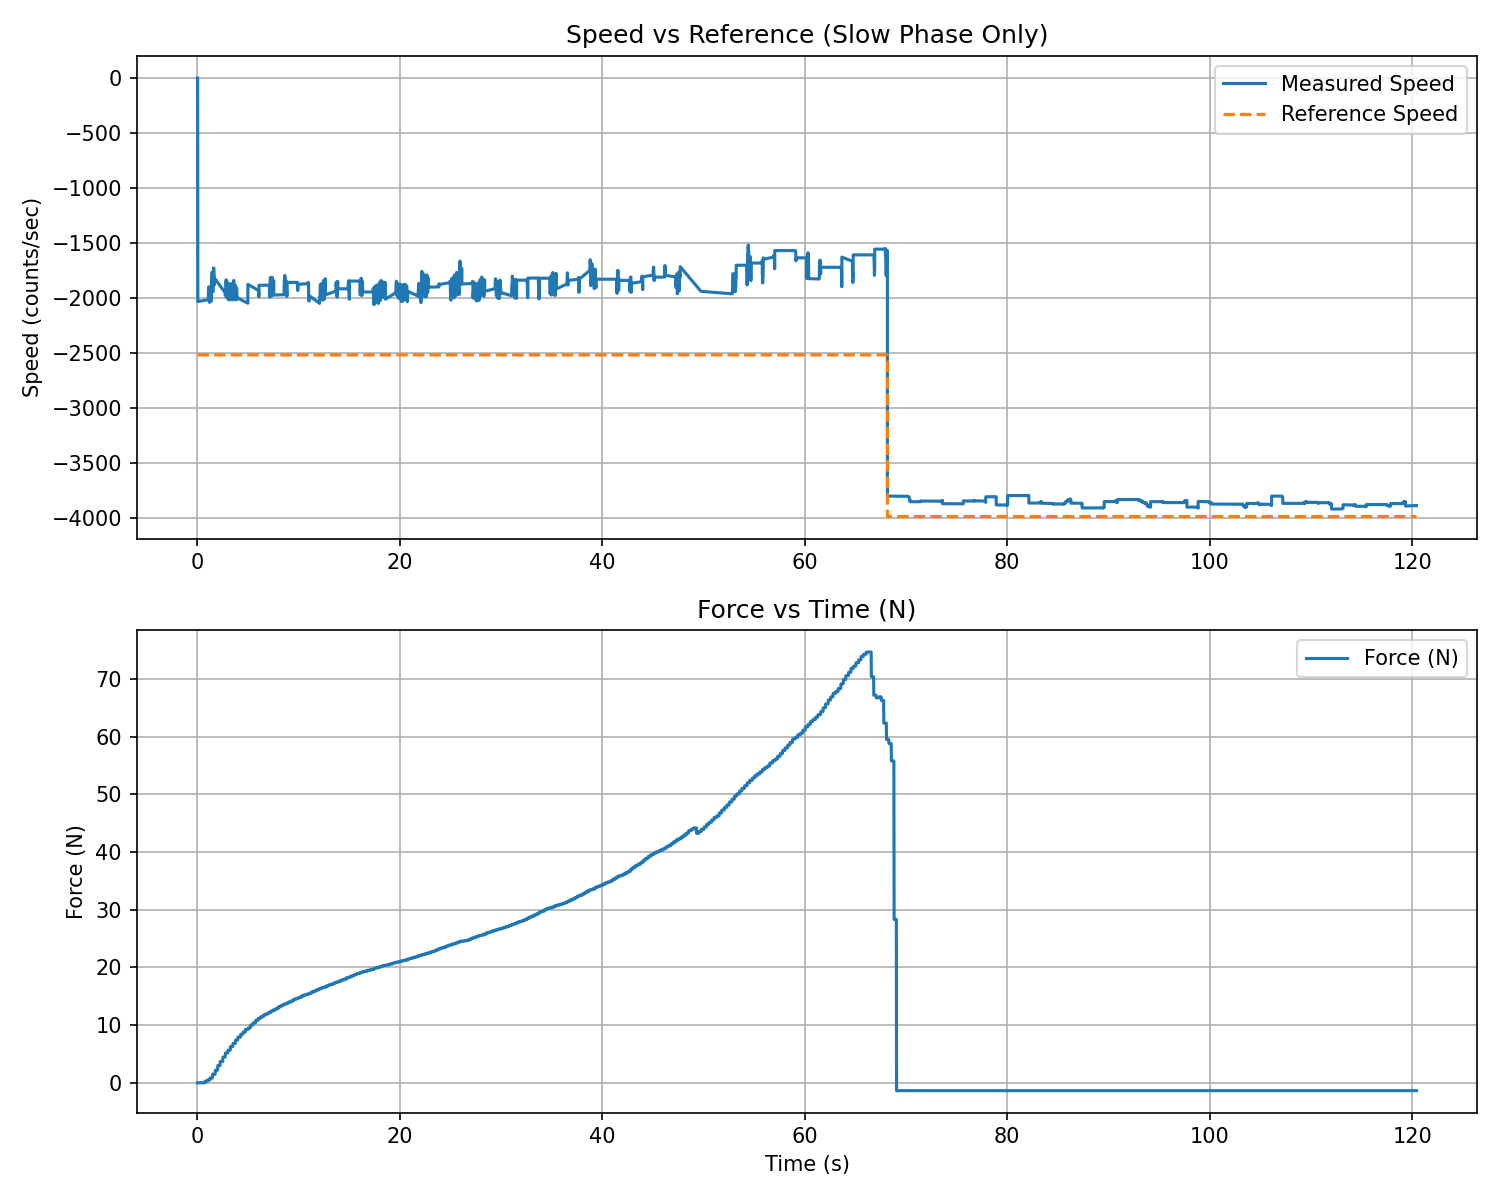 Speed vs Reference (Slow Phase Only)
Speed (counts/sec)
0
−500
−1000
−1500
−2000
−2500
−3000
−3500
−4000
Measured Speed
Reference Speed
0 20 40 60 80 100 120
Force vs Time (N)
Force (N)
70
60
50
40
30
20
10
0
Force (N)
0 20 40 60 80 100 120
Time (s)